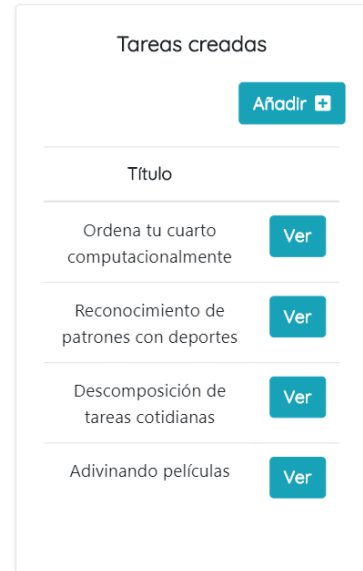 Tareas creadas
Añadir
Título
Ordena tu cuarto
computacionalmente
Ver
Reconocimiento de
patrones con deportes
Ver
Descomposición de
tareas cotidianas
Ver
Adivinando películas
Ver